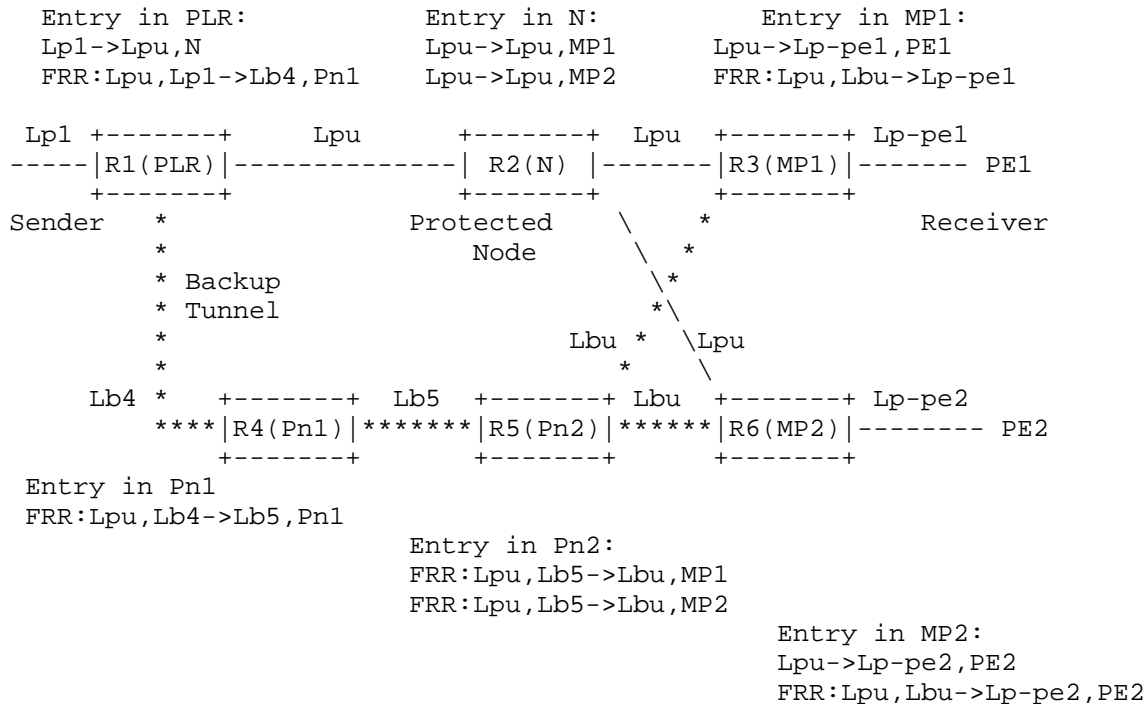 Entry in PLR: Entry in N: Entry in MP1:
Lp1->Lpu,N Lpu->Lpu,MP1 Lpu->Lp-pe1,PE1
FRR:Lpu,Lp1->Lb4,Pn1 Lpu->Lpu,MP2 FRR:Lpu,Lbu->Lp-pe1
Lp1 Lpu Lpu Lp-pe1
R1(PLR) R2(N) R3(MP1) PE1
Sender Protected Receiver
Node
Backup
Tunnel
Lbu Lpu
Lb4 Lb5 Lbu Lp-pe2
R4(Pn1) R5(Pn2) R6(MP2) PE2
Entry in Pn1
FRR:Lpu,Lb4->Lb5,Pn1
Entry in Pn2:
FRR:Lpu,Lb5->Lbu,MP1
FRR:Lpu,Lb5->Lbu,MP2
Entry in MP2:
Lpu->Lp-pe2,PE2
FRR:Lpu,Lbu->Lp-pe2,PE2